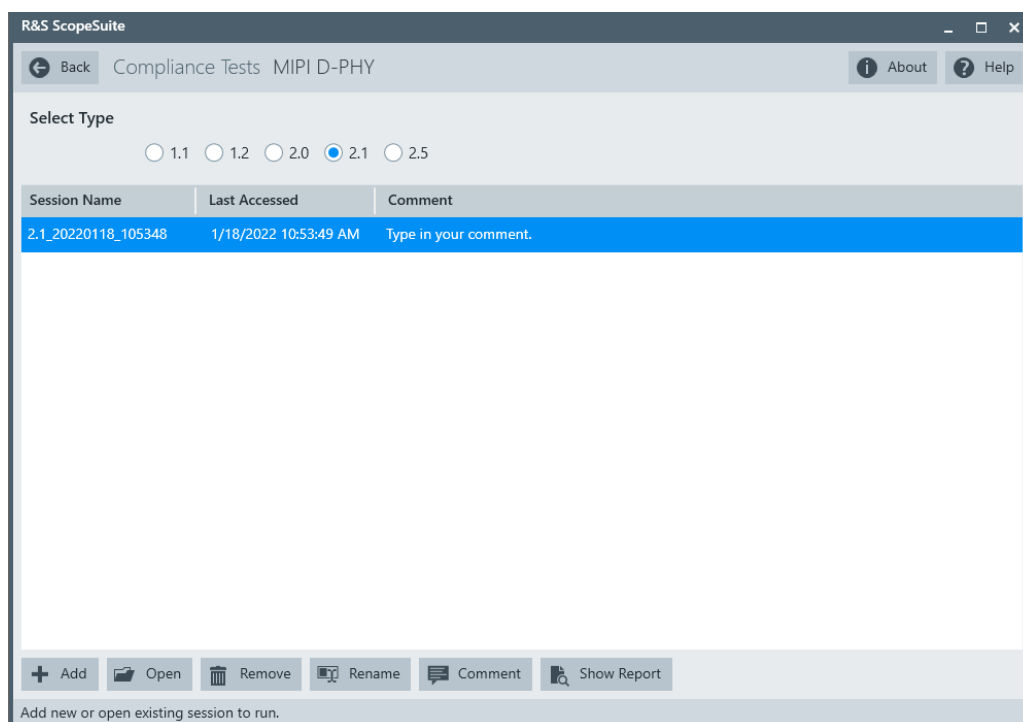 R&S ScopeSuite
Back Compliance Tests MIPI D-PHY About Help
Select Type
1.1 1.2 2.0 2.1 2.5
Session Name Last Accessed Comment
2.1_20220118_105348 1/18/2022 10:53:49 AM Type in your comment.
Add Open Remove Rename Comment Show Report
Add new or open existing session to run.